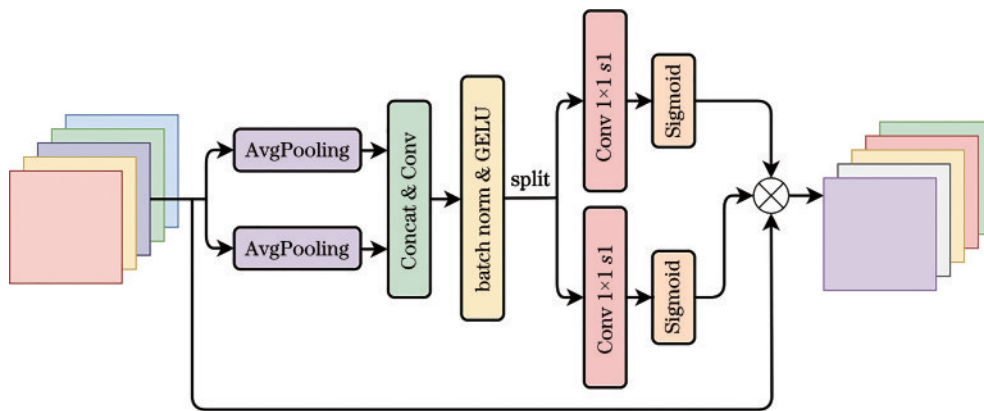 AvgPooling
AvgPooling
Concat & Conv
batch norm & GELU
split
Conv 1×1 s1
Sigmoid
Conv 1×1 s1
Sigmoid